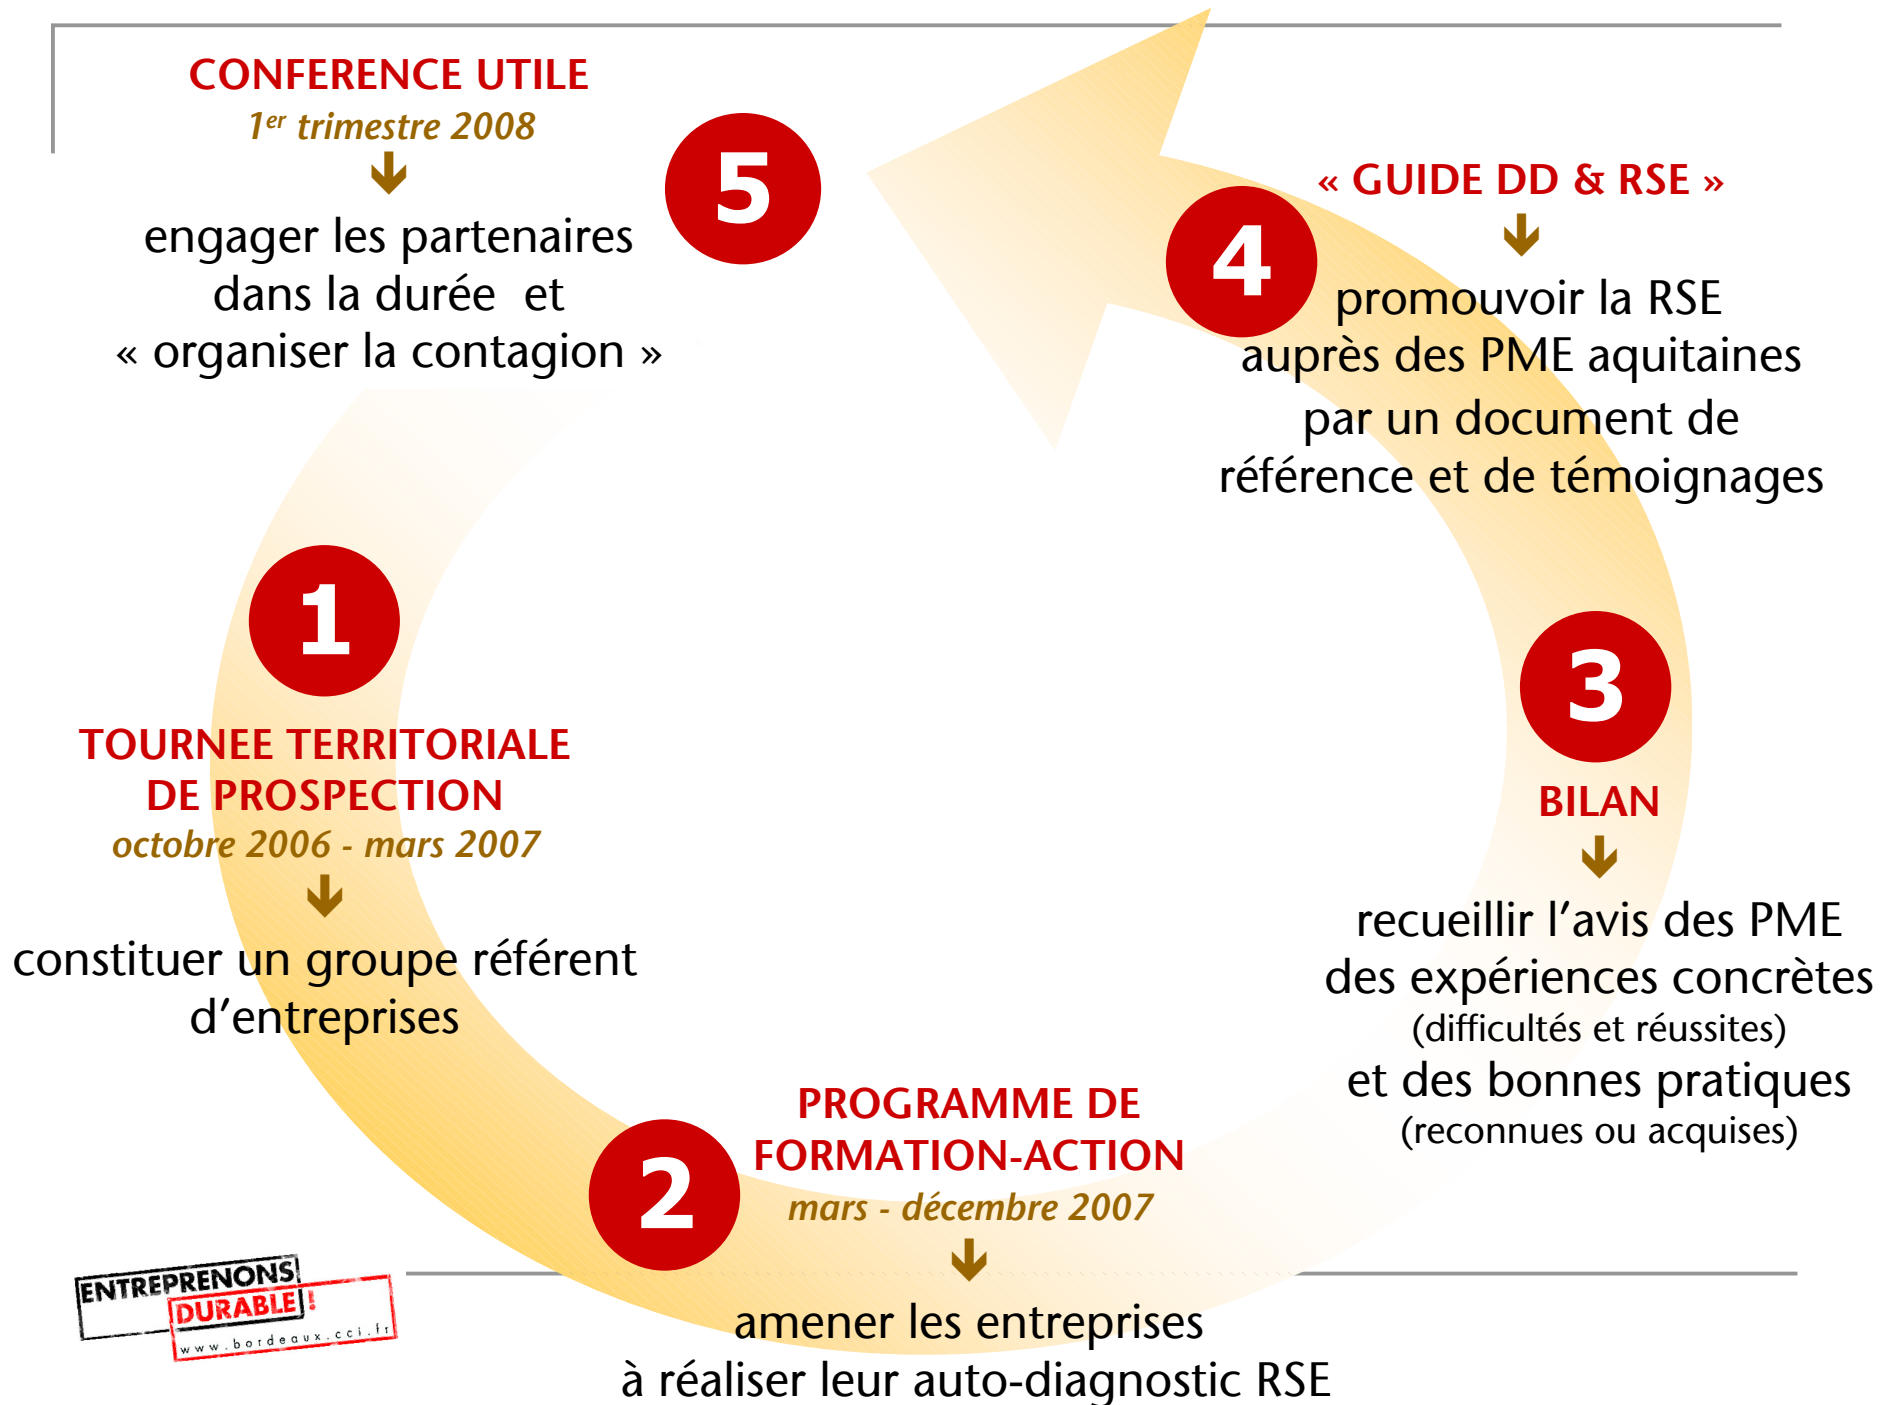 CONFERENCE UTILE
1er trimestre 2008
engager les partenaires
dans la durée et
« organiser la contagion »
5
4
« GUIDE DD & RSE »
promouvoir la RSE
auprès des PME aquitaines
par un document de
référence et de témoignages
1
TOURNEE TERRITORIALE
DE PROSPECTION
octobre 2006 - mars 2007
constituer un groupe référent
d’entreprises
3
BILAN
recueillir l’avis des PME
des expériences concrètes
(difficultés et réussites)
et des bonnes pratiques
(reconnues ou acquises)
2
PROGRAMME DE
FORMATION-ACTION
mars - décembre 2007
amener les entreprises
à réaliser leur auto-diagnostic RSE
ENTREPRENONS
DURABLE !
www.bordeaux.cci.fr